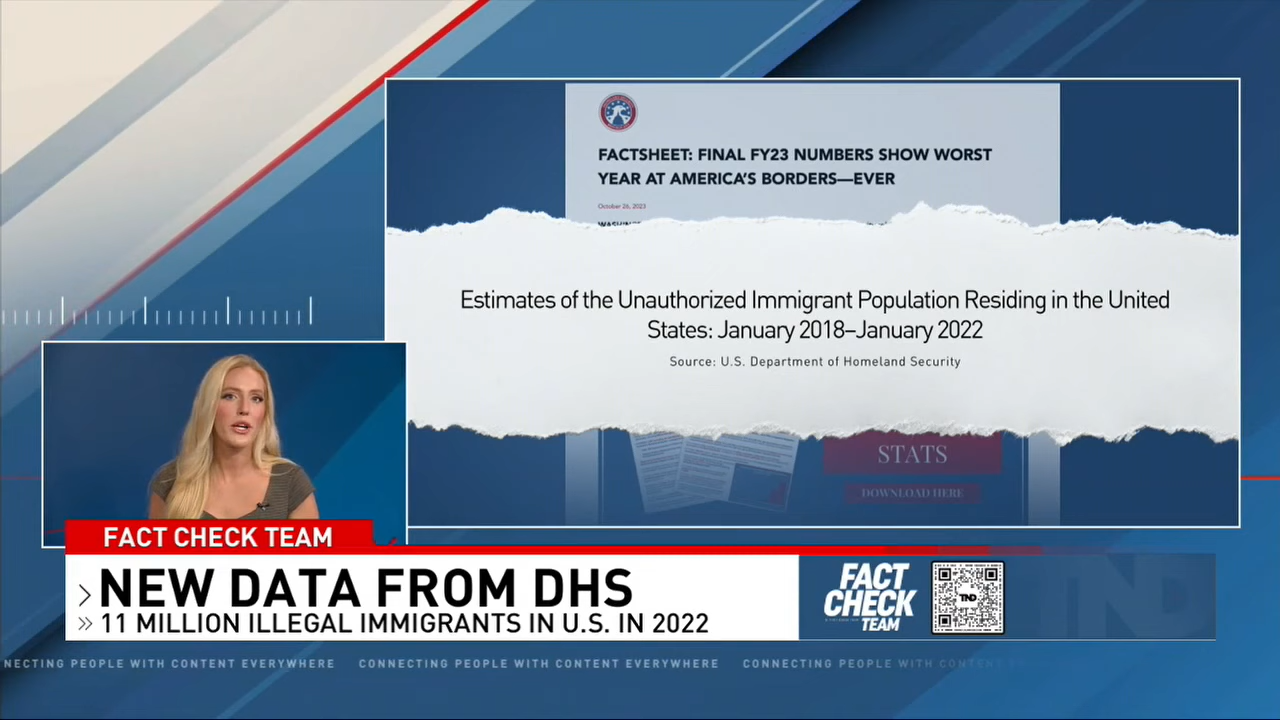 FACTSHEET: FINAL FY23 NUMBERS SHOW WORST
YEAR AT AMERICA'S BORDERS—EVER
October 26, 2023
Estimates of the Unauthorized Immigrant Population Residing in the United
States: January 2018–January 2022
Source: U.S. Department of Homeland Security
STATS
DOWNLOAD HERE
FACT CHECK TEAM
NEW DATA FROM DHS
11 MILLION ILLEGAL IMMIGRANTS IN U.S. IN 2022
FACT
CHECK
TEAM
TND
TND
NNECTING PEOPLE WITH CONTENT EVERYWHERE CONNECTING PEOPLE WITH CONTENT EVERYWHERE CONNECTING PEOPLE WITH CONTENT